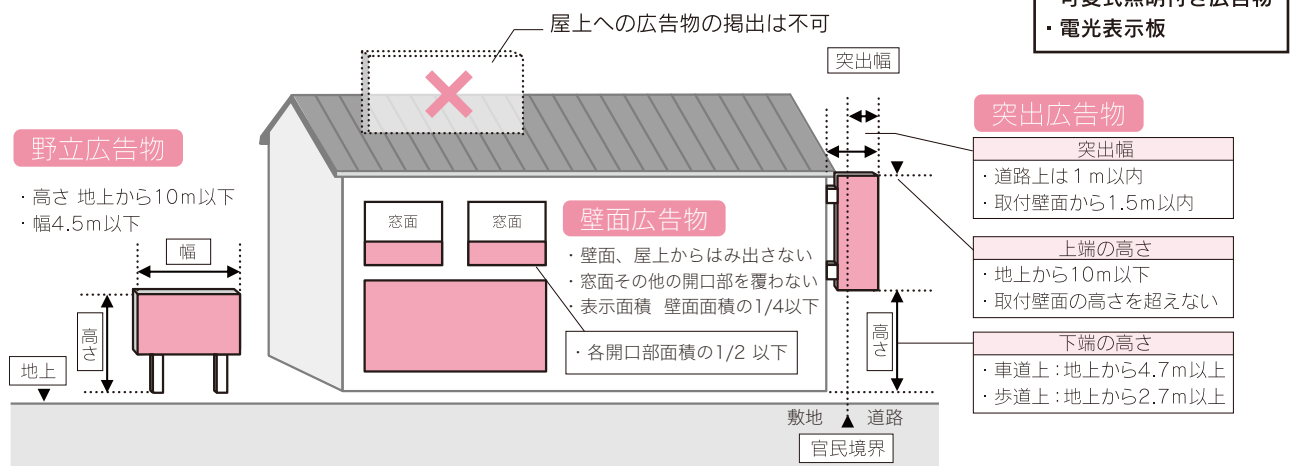 可変式照明付き広告物
・電光表示板
屋上への広告物の掲出は不可
突出幅
野立広告物
・高さ 地上から10m以下
・幅4.5m以下
幅
高さ
地上
窓面
窓面
壁面広告物
・壁面、屋上からはみ出さない
・窓面その他の開口部を覆わない
・表示面積 壁面面積の1/4以下
・各開口部面積の1/2 以下
突出広告物
突出幅
・道路上は1m以内
・取付壁面から1.5m以内
上端の高さ
・地上から10m以下
・取付壁面の高さを超えない
高さ
下端の高さ
・車道上：地上から4.7m以上
・歩道上：地上から2.7m以上
敷地 道路
官民境界